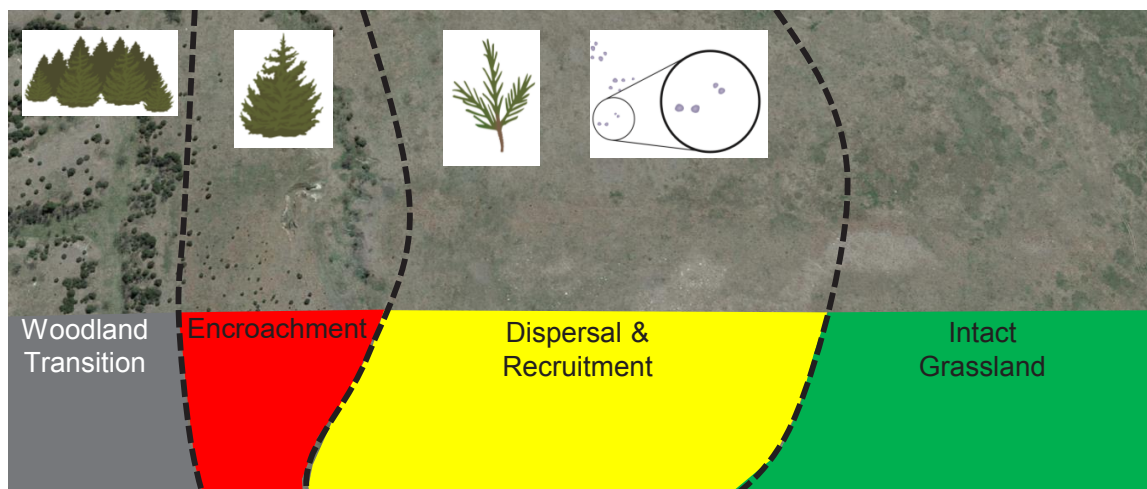 Woodland
Transition
Encroachment
Dispersal &
Recruitment
Intact
Grassland